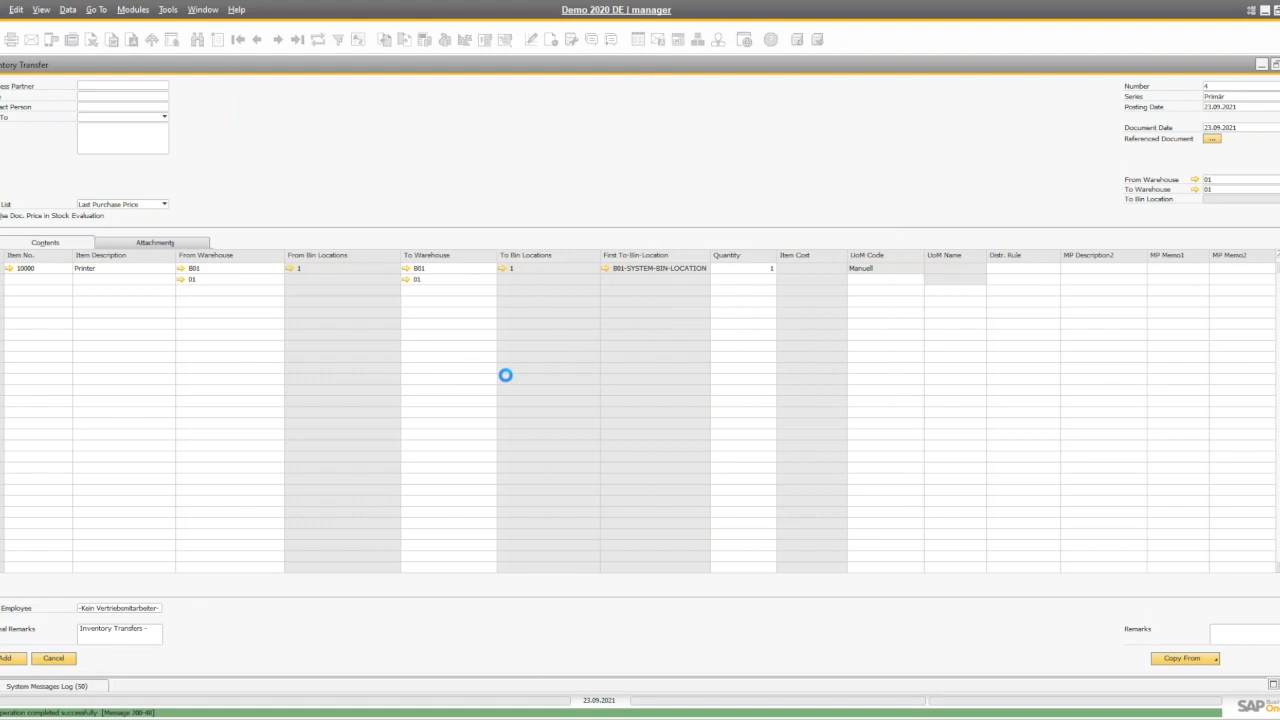 Edit View Data Go To Modules Tools Window Help Demo 2020 DE | manager
ntory Transfer
ess Partner
Number 4
Series Primär
act Person
Posting Date 23.09.2021
To
Document Date 23.09.2021
Referenced Document ...
From Warehouse 01
To Warehouse 01
To Bin Location
List Last Purchase Price
se Doc. Price in Stock Evaluation
Contents Attachments
Item No. Item Description From Warehouse From Bin Locations To Warehouse To Bin Locations First To-Bin-Location Quantity Item Cost UoM Code UoM Name Distr. Rule MP Description2 MP Memo1 MP Memo2
10000 Printer B01 1 B01 1 B01-SYSTEM-BIN-LOCATION 1 Manuell
01 01
Employee -Kein Vertriebsmitarbeiter-
al Remarks Inventory Transfers - Remarks
Add Cancel Copy From
System Messages Log (50)
23.09.2021
peration completed successfully. [Message 200-48]
SAP Busin
One